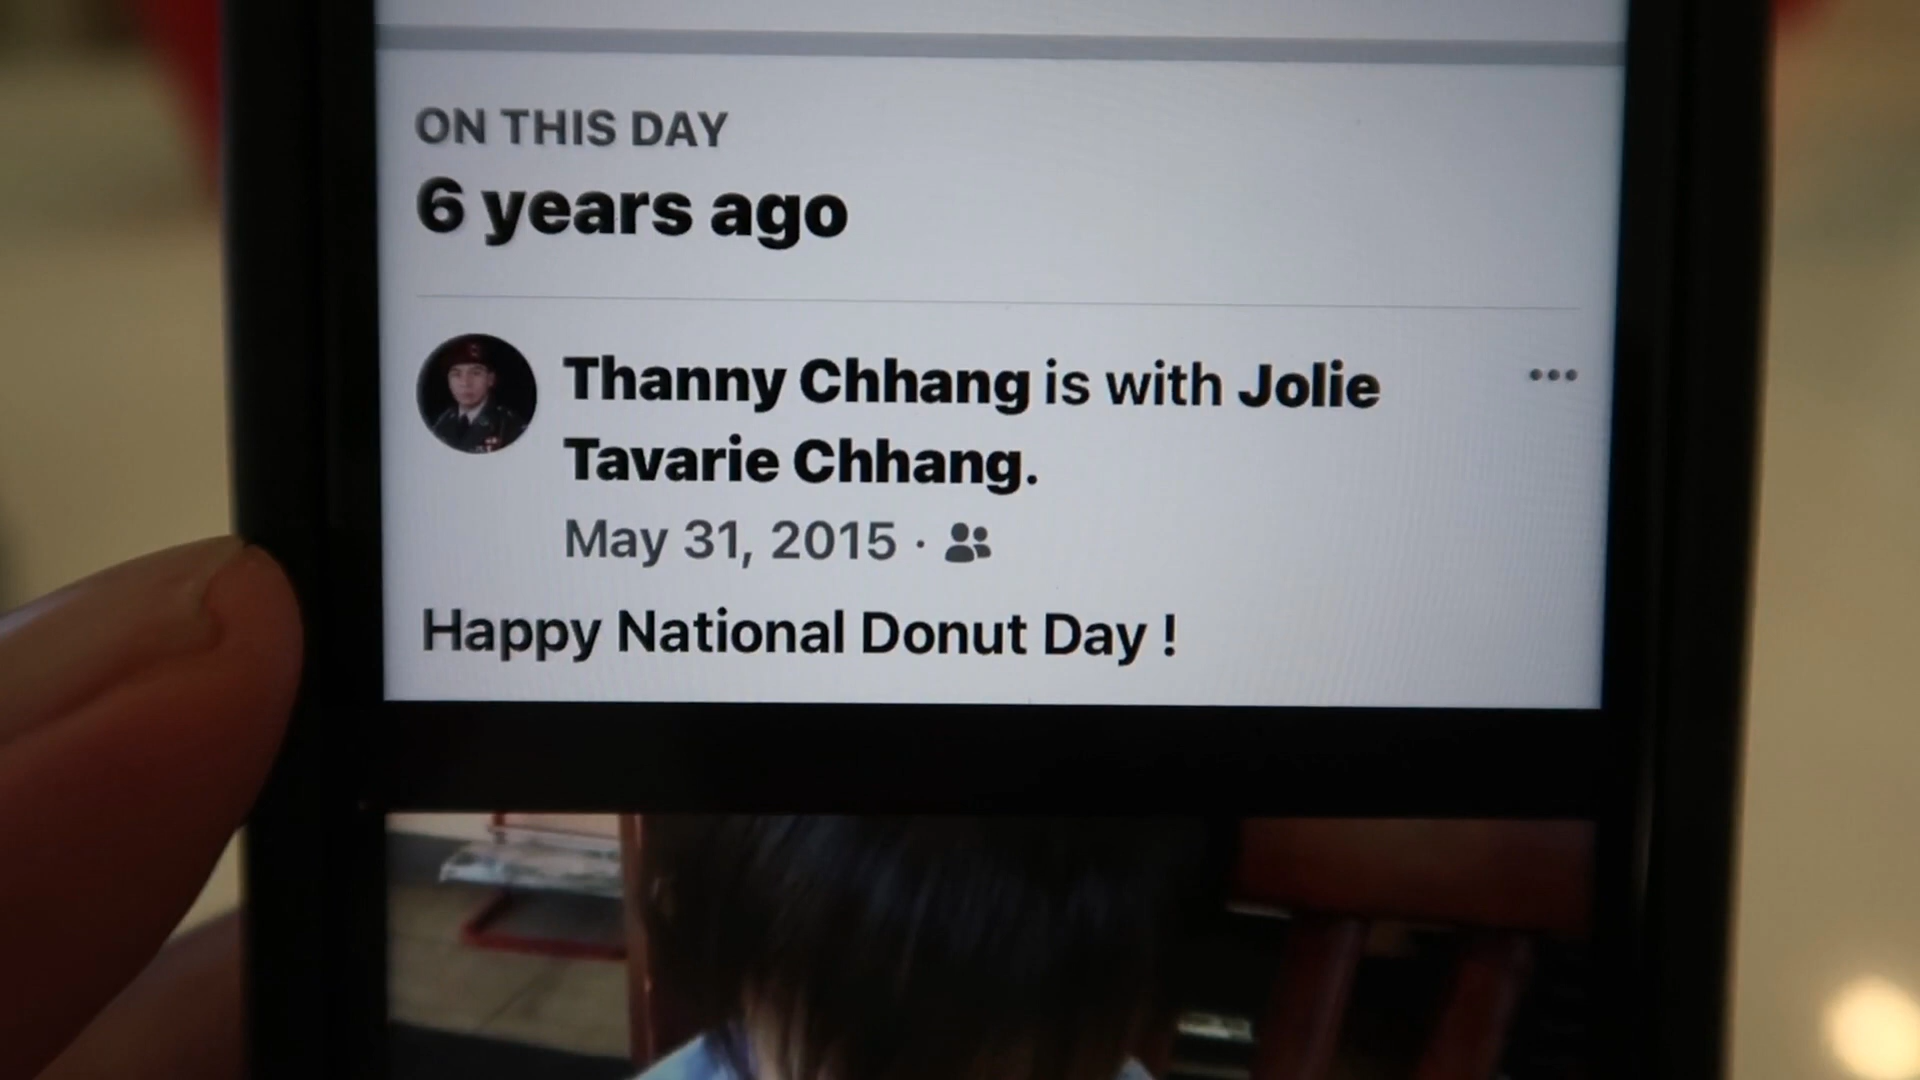 ON THIS DAY
6 years ago
Thanny Chhang is with Jolie
Tavarie Chhang.
May 31, 2015 ·
Happy National Donut Day !